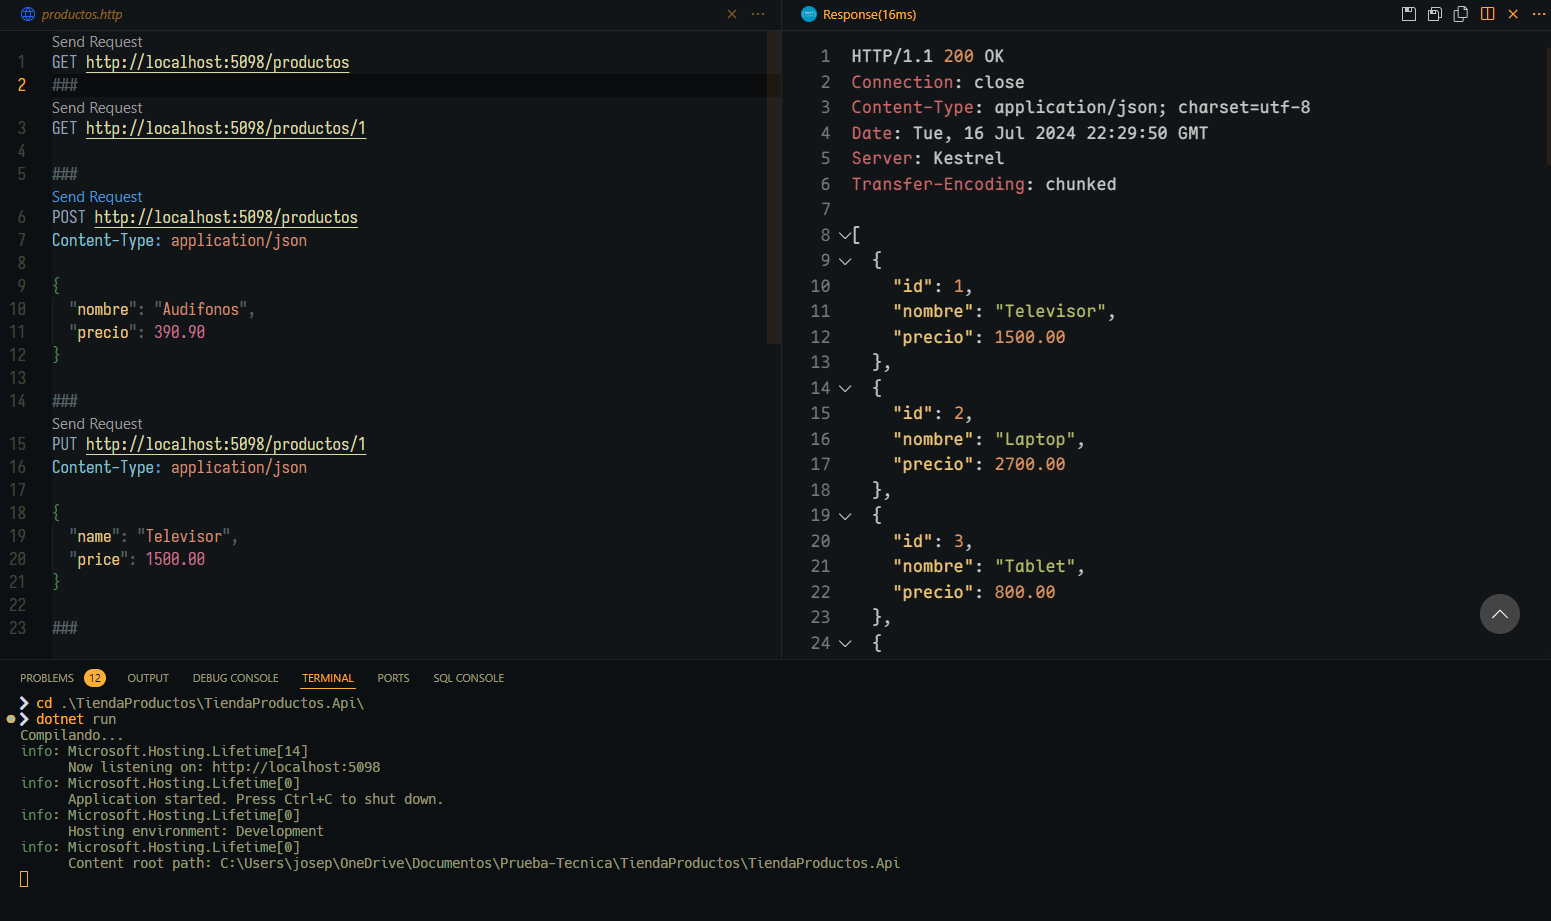 productos.http
Send Request
1 GET http://localhost:5098/productos
2 ###
Send Request
3 GET http://localhost:5098/productos/1
4
5 ###
Send Request
6 POST http://localhost:5098/productos
7 Content-Type: application/json
8
9 {
10 "nombre": "Audifonos",
11 "precio": 390.90
12 }
13
14 ###
Send Request
15 PUT http://localhost:5098/productos/1
16 Content-Type: application/json
17
18 {
19 "name": "Televisor",
20 "price": 1500.00
21 }
22
23 ###
Response(16ms)
1 HTTP/1.1 200 OK
2 Connection: close
3 Content-Type: application/json; charset=utf-8
4 Date: Tue, 16 Jul 2024 22:29:50 GMT
5 Server: Kestrel
6 Transfer-Encoding: chunked
7
8 [
9 {
10 "id": 1,
11 "nombre": "Televisor",
12 "precio": 1500.00
13 },
14 {
15 "id": 2,
16 "nombre": "Laptop",
17 "precio": 2700.00
18 },
19 {
20 "id": 3,
21 "nombre": "Tablet",
22 "precio": 800.00
23 },
24 {
PROBLEMS 12 OUTPUT DEBUG CONSOLE TERMINAL PORTS SQL CONSOLE
cd .\TiendaProductos\TiendaProductos.Api\
dotnet run
Compilando...
info: Microsoft.Hosting.Lifetime[14]
Now listening on: http://localhost:5098
info: Microsoft.Hosting.Lifetime[0]
Application started. Press Ctrl+C to shut down.
info: Microsoft.Hosting.Lifetime[0]
Hosting environment: Development
info: Microsoft.Hosting.Lifetime[0]
Content root path: C:\Users\josep\OneDrive\Documentos\Prueba-Tecnica\TiendaProductos\TiendaProductos.Api